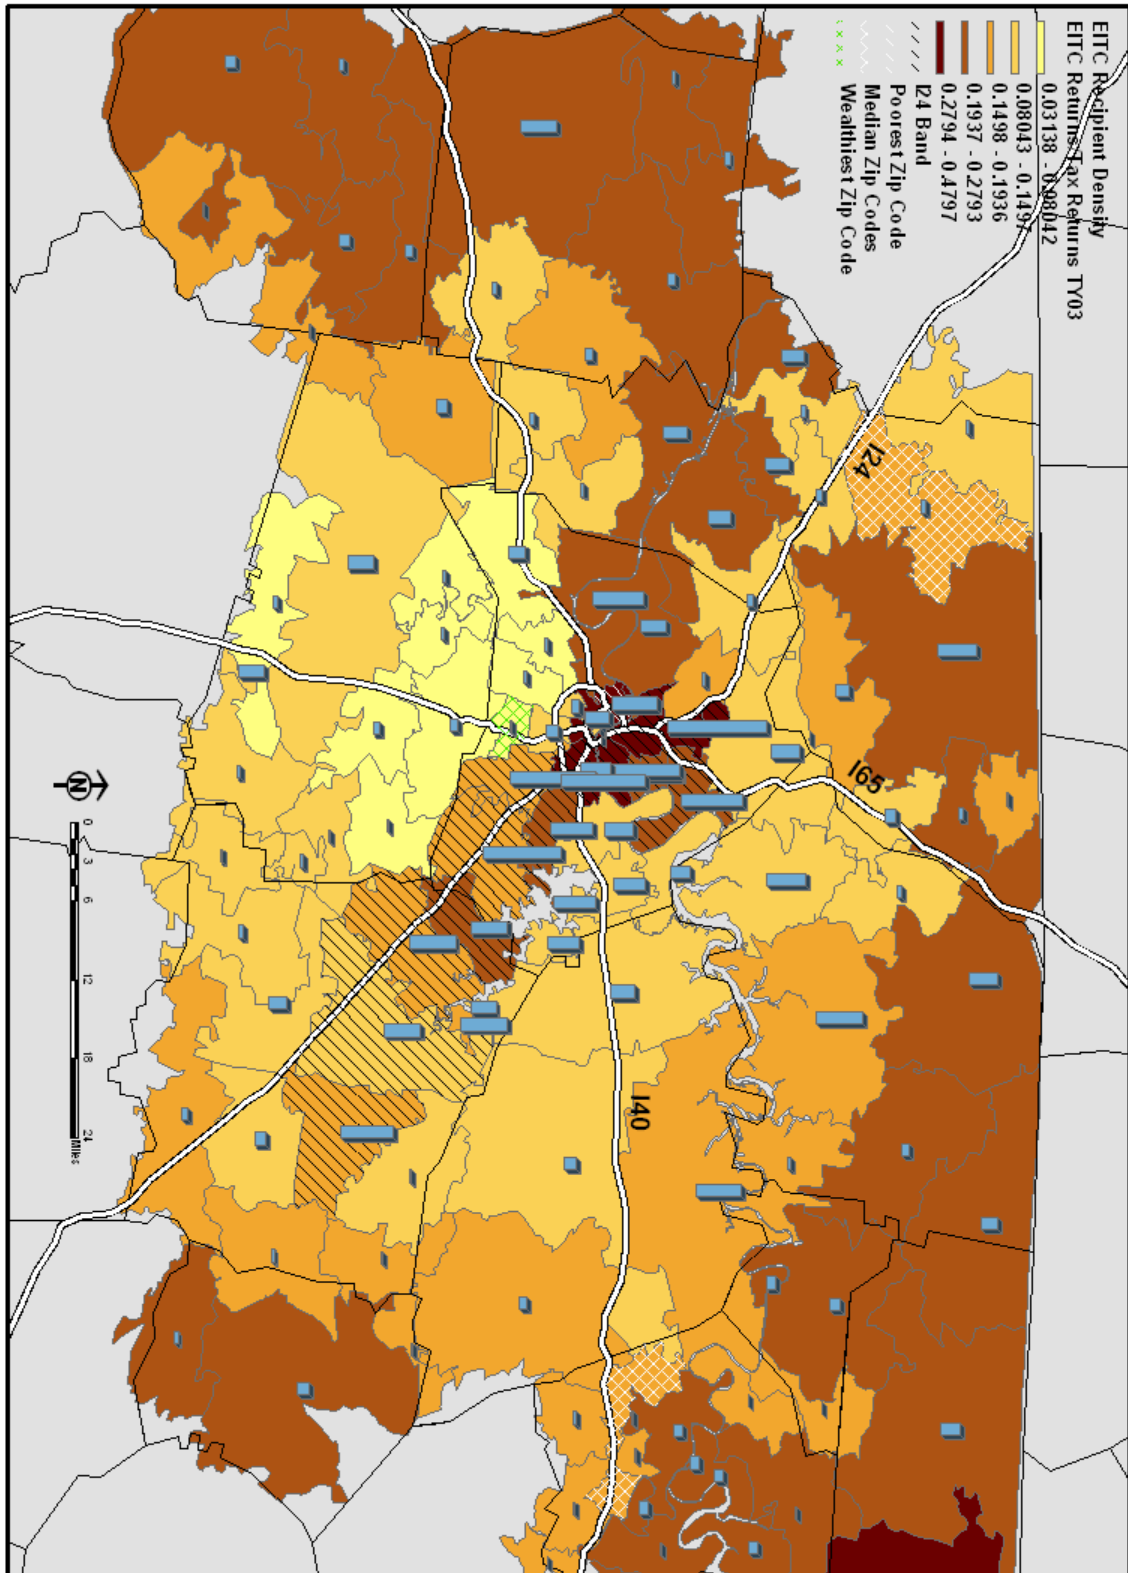 EITC Recipient Density
EITC Returns/Tax Returns TY03
0.03138 - 0.08042
0.08043 - 0.1497
0.1498 - 0.1936
0.1937 - 0.2793
0.2794 - 0.4797
I24 Band
Poorest Zip Code
Median Zip Codes
Wealthiest Zip Code
I24
I65
I40
N
0 3 6 12 18 24
Miles